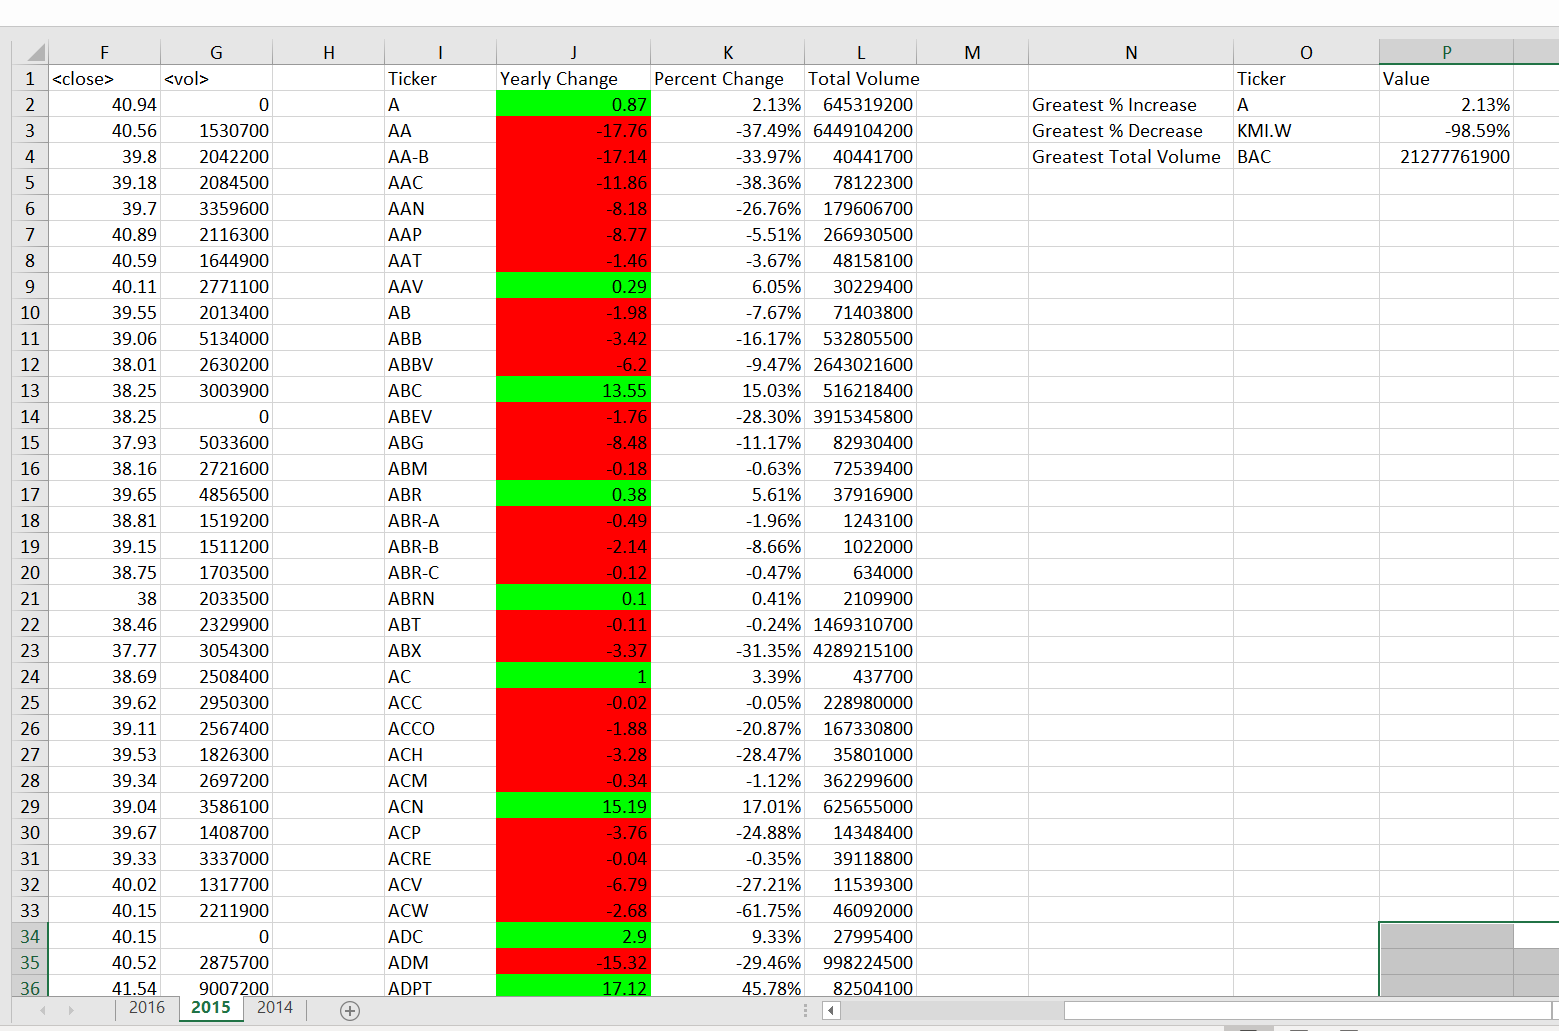 F G H I J K L M N O P
1 <close> <vol> Ticker Yearly Change Percent Change Total Volume Ticker Value
2 40.94 0 A 0.87 2.13% 645319200 Greatest % Increase A 2.13%
3 40.56 1530700 AA -17.76 -37.49% 6449104200 Greatest % Decrease KMI.W -98.59%
4 39.8 2042200 AA-B -17.14 -33.97% 40441700 Greatest Total Volume BAC 21277761900
5 39.18 2084500 AAC -11.86 -38.36% 78122300
6 39.7 3359600 AAN -8.18 -26.76% 179606700
7 40.89 2116300 AAP -8.77 -5.51% 266930500
8 40.59 1644900 AAT -1.46 -3.67% 48158100
9 40.11 2771100 AAV 0.29 6.05% 30229400
10 39.55 2013400 AB -1.98 -7.67% 71403800
11 39.06 5134000 ABB -3.42 -16.17% 532805500
12 38.01 2630200 ABBV -6.2 -9.47% 2643021600
13 38.25 3003900 ABC 13.55 15.03% 516218400
14 38.25 0 ABEV -1.76 -28.30% 3915345800
15 37.93 5033600 ABG -8.48 -11.17% 82930400
16 38.16 2721600 ABM -0.18 -0.63% 72539400
17 39.65 4856500 ABR 0.38 5.61% 37916900
18 38.81 1519200 ABR-A -0.49 -1.96% 1243100
19 39.15 1511200 ABR-B -2.14 -8.66% 1022000
20 38.75 1703500 ABR-C -0.12 -0.47% 634000
21 38 2033500 ABRN 0.1 0.41% 2109900
22 38.46 2329900 ABT -0.11 -0.24% 1469310700
23 37.77 3054300 ABX -3.37 -31.35% 4289215100
24 38.69 2508400 AC 1 3.39% 437700
25 39.62 2950300 ACC -0.02 -0.05% 228980000
26 39.11 2567400 ACCO -1.88 -20.87% 167330800
27 39.53 1826300 ACH -3.28 -28.47% 35801000
28 39.34 2697200 ACM -0.34 -1.12% 362299600
29 39.04 3586100 ACN 15.19 17.01% 625655000
30 39.67 1408700 ACP -3.76 -24.88% 14348400
31 39.33 3337000 ACRE -0.04 -0.35% 39118800
32 40.02 1317700 ACV -6.79 -27.21% 11539300
33 40.15 2211900 ACW -2.68 -61.75% 46092000
34 40.15 0 ADC 2.9 9.33% 27995400
35 40.52 2875700 ADM -15.32 -29.46% 998224500
36 41.54 9007200 ADPT 17.12 45.78% 82504100
2016 2015 2014